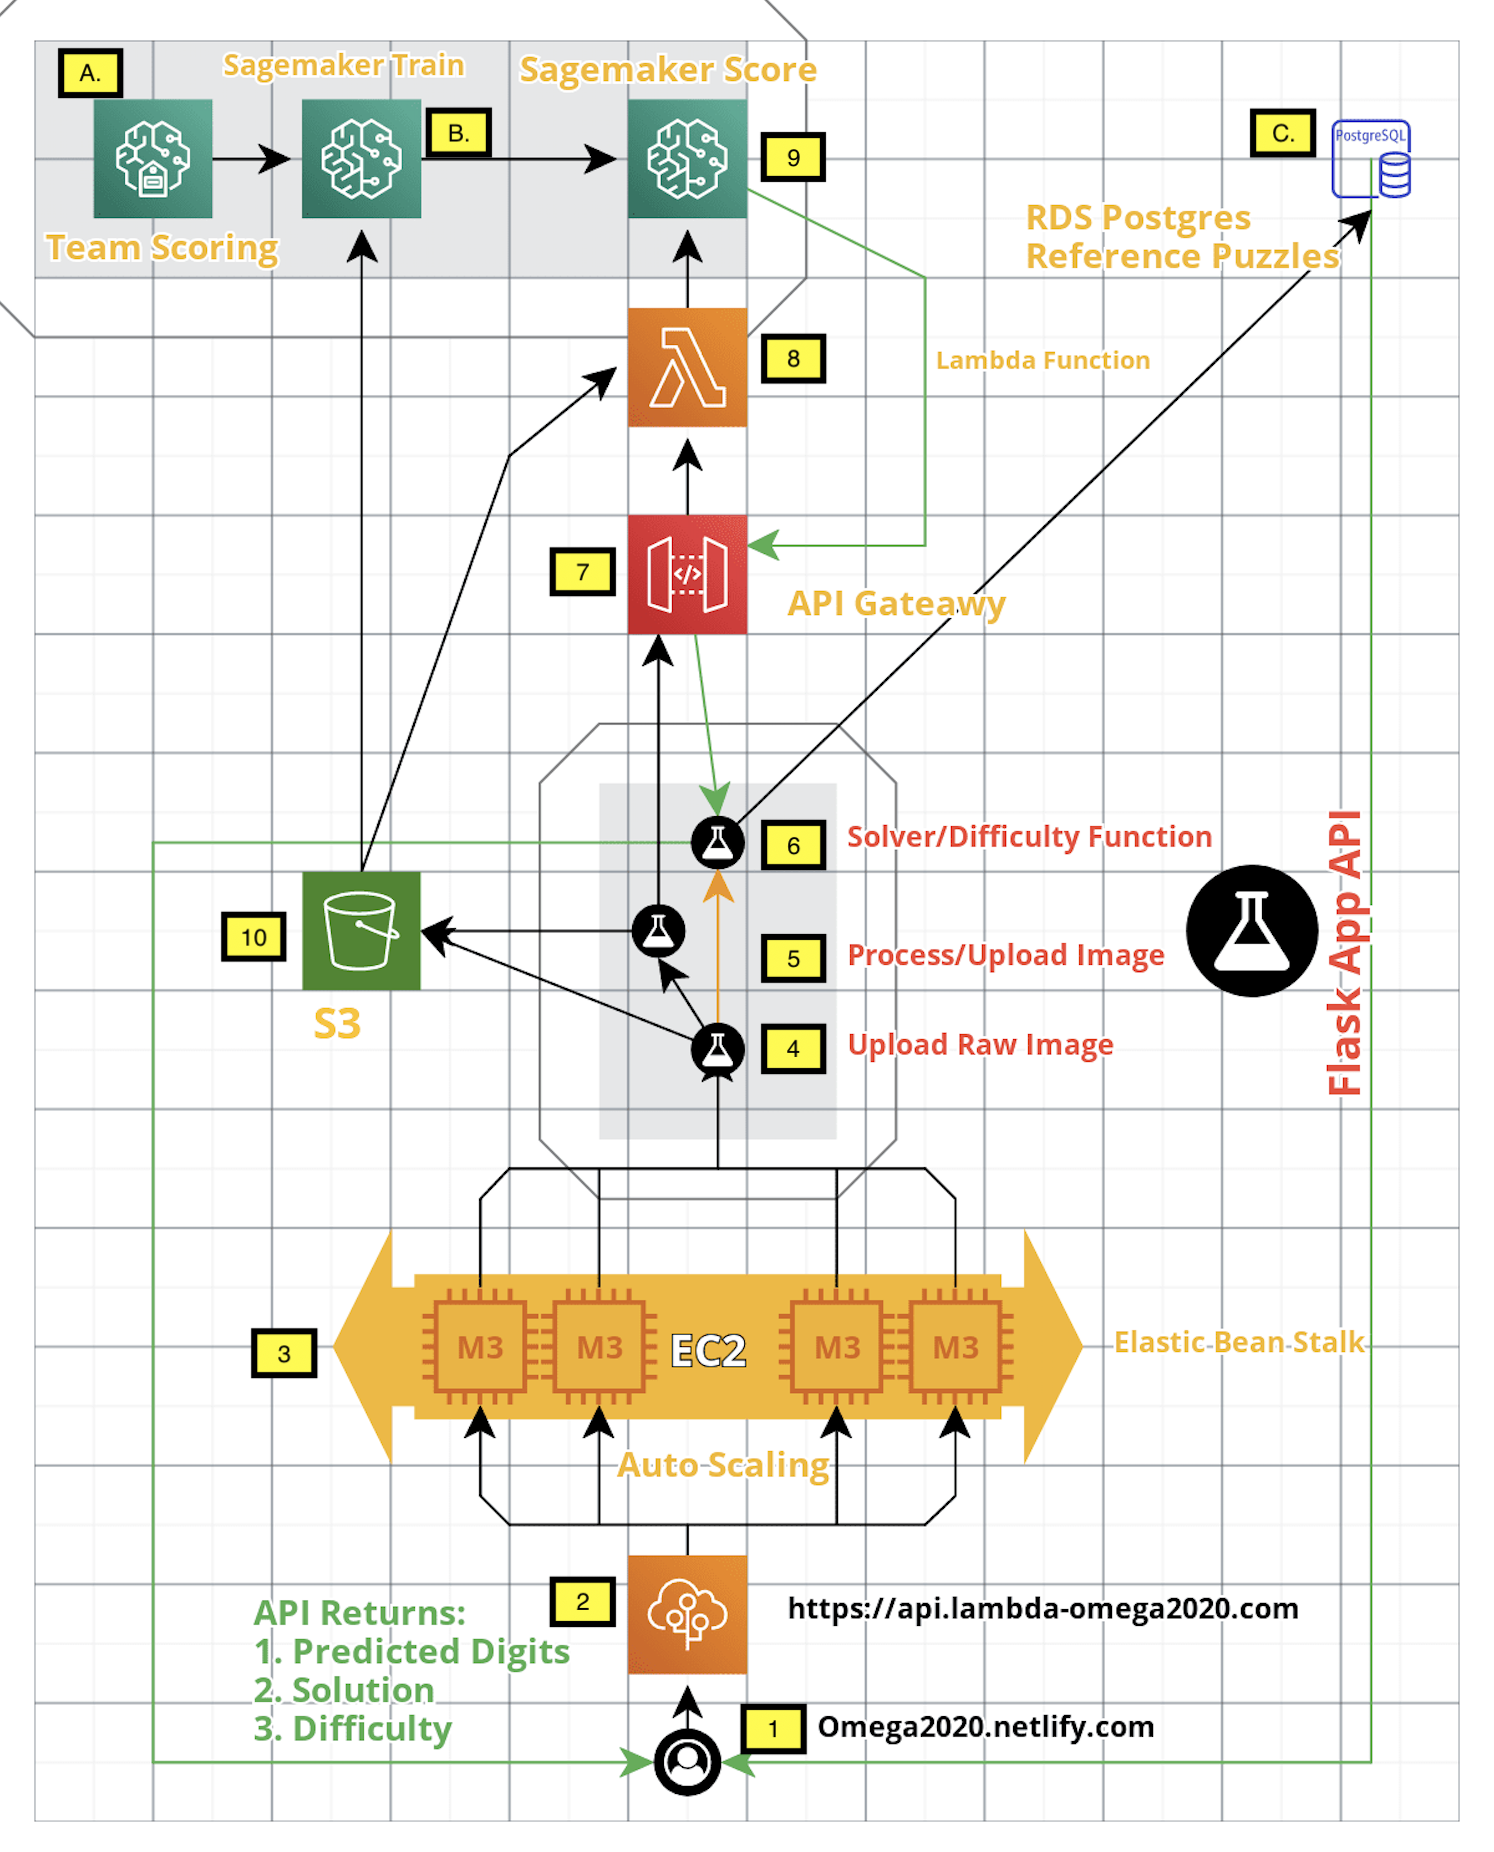 A.
Sagemaker Train
Sagemaker Score
B.
9
C.
PostgreSQL
Team Scoring
RDS Postgres
Reference Puzzles
8
Lambda Function
7
API Gateawy
6
Solver/Difficulty Function
Flask App API
10
5
Process/Upload Image
S3
4
Upload Raw Image
3
M3
M3
EC2
M3
M3
Elastic Bean Stalk
Auto Scaling
2
https://api.lambda-omega2020.com
API Returns:
1. Predicted Digits
2. Solution
3. Difficulty
1
Omega2020.netlify.com